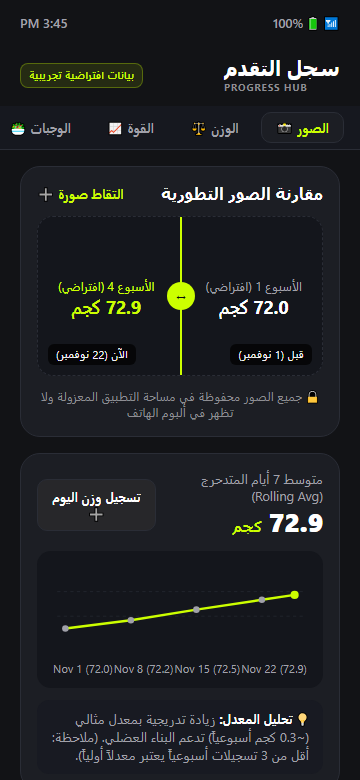 3:45 PM
100%
سجل التقدم
PROGRESS HUB
بيانات افتراضية تجريبية
الصور
الوزن
القوة
الوجبات
مقارنة الصور التطورية
التقاط صورة ➕
الأسبوع 1 (افتراضي)
72.0 كجم
الأسبوع 4 (افتراضي)
72.9 كجم
↔
قبل (1 نوفمبر)
الآن (22 نوفمبر)
🔒 جميع الصور محفوظة في مساحة التطبيق المعزولة ولا
تظهر في ألبوم الهاتف
متوسط 7 أيام المتدحرج
(Rolling Avg)
72.9 كجم
تسجيل وزن اليوم
➕
Nov 1 (72.0) Nov 8 (72.2) Nov 15 (72.5) Nov 22 (72.9)
💡 تحليل المعدل: زيادة تدريجية بمعدل مثالي
(~0.3 كجم أسبوعياً) تدعم البناء العضلي. (ملاحظة:
أقل من 3 تسجيلات أسبوعياً يعتبر معدلاً أولياً).